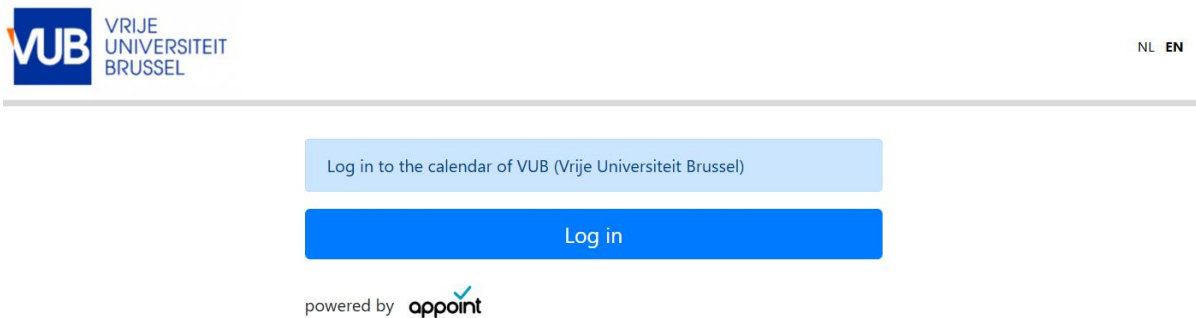 VUB
VRIJE
UNIVERSITEIT
BRUSSEL
NL EN
Log in to the calendar of VUB (Vrije Universiteit Brussel)
Log in
powered by appoint